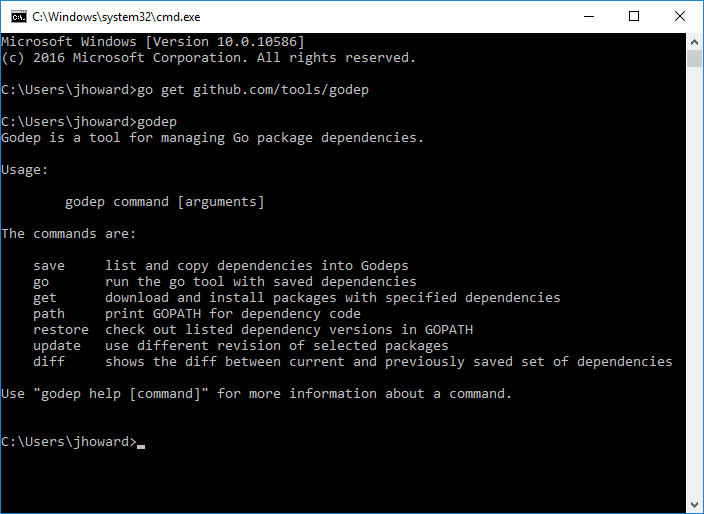 C:\Windows\system32\cmd.exe
Microsoft Windows [Version 10.0.10586]
(c) 2016 Microsoft Corporation. All rights reserved.
C:\Users\jhoward>go get github.com/tools/godep
C:\Users\jhoward>godep
Godep is a tool for managing Go package dependencies.
Usage:
        godep command [arguments]
The commands are:
    save     list and copy dependencies into Godeps
    go       run the go tool with saved dependencies
    get      download and install packages with specified dependencies
    path     print GOPATH for dependency code
    restore  check out listed dependency versions in GOPATH
    update   use different revision of selected packages
    diff     shows the diff between current and previously saved set of dependencies
Use "godep help [command]" for more information about a command.
C:\Users\jhoward>